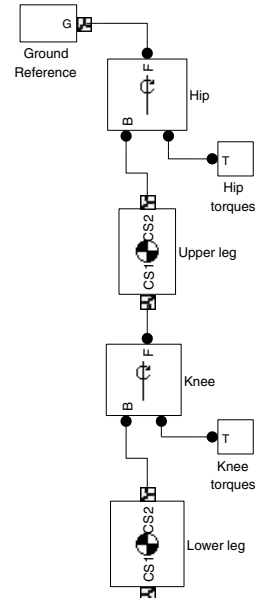 G
Ground
Reference
F
Hip
B
T
Hip
torques
CS2
Upper leg
CS1
F
Knee
B
T
Knee
torques
CS2
Lower leg
CS1